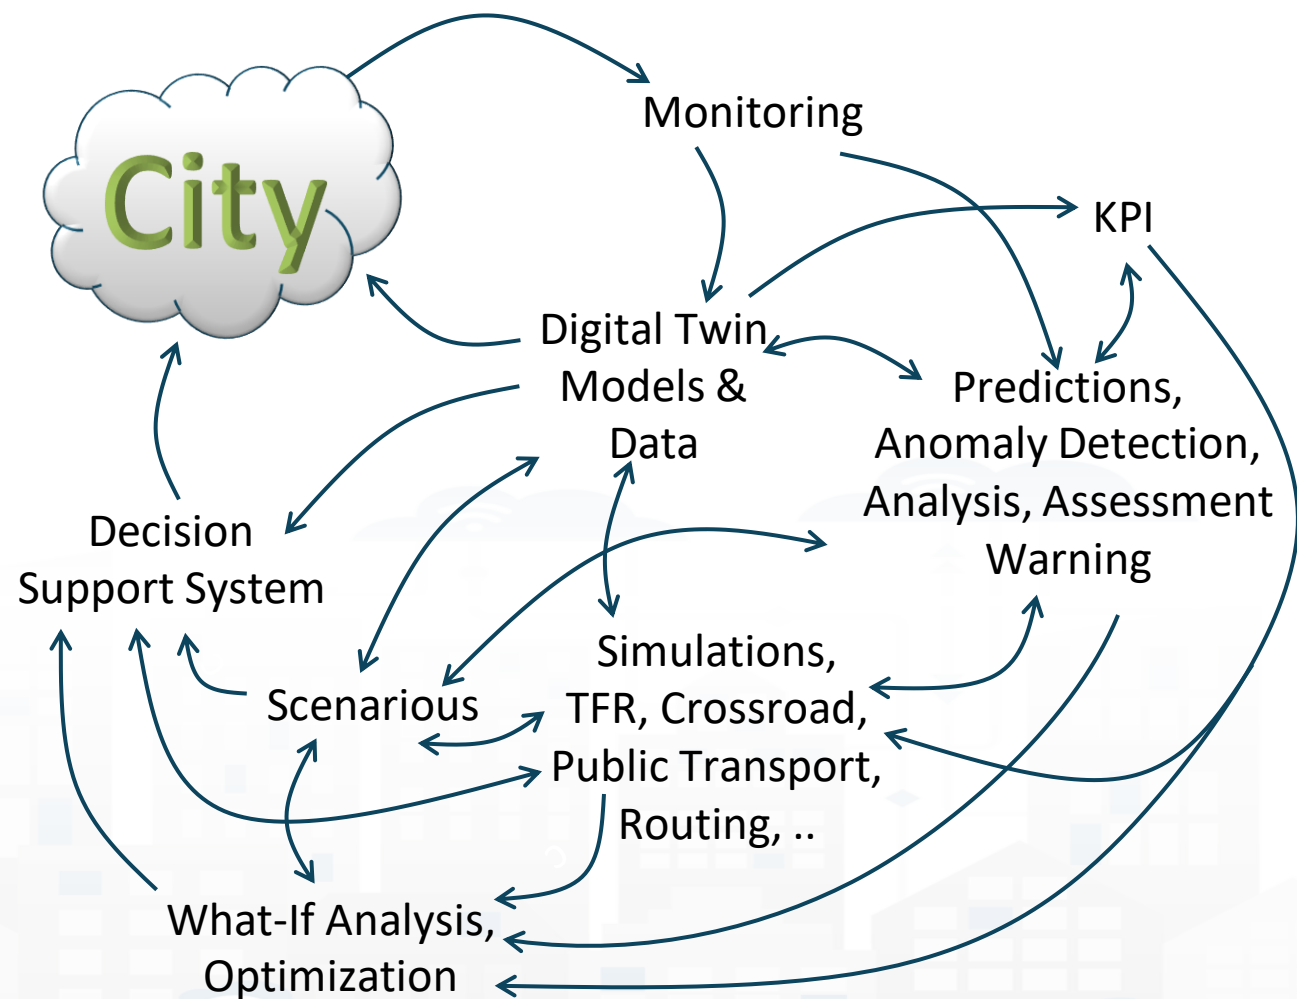 City
Monitoring
KPI
Digital Twin
Models &
Data
Predictions,
Anomaly Detection,
Analysis, Assessment
Warning
Decision
Support System
Scenarious
Simulations,
TFR, Crossroad,
Public Transport,
Routing, ..
What-If Analysis,
Optimization